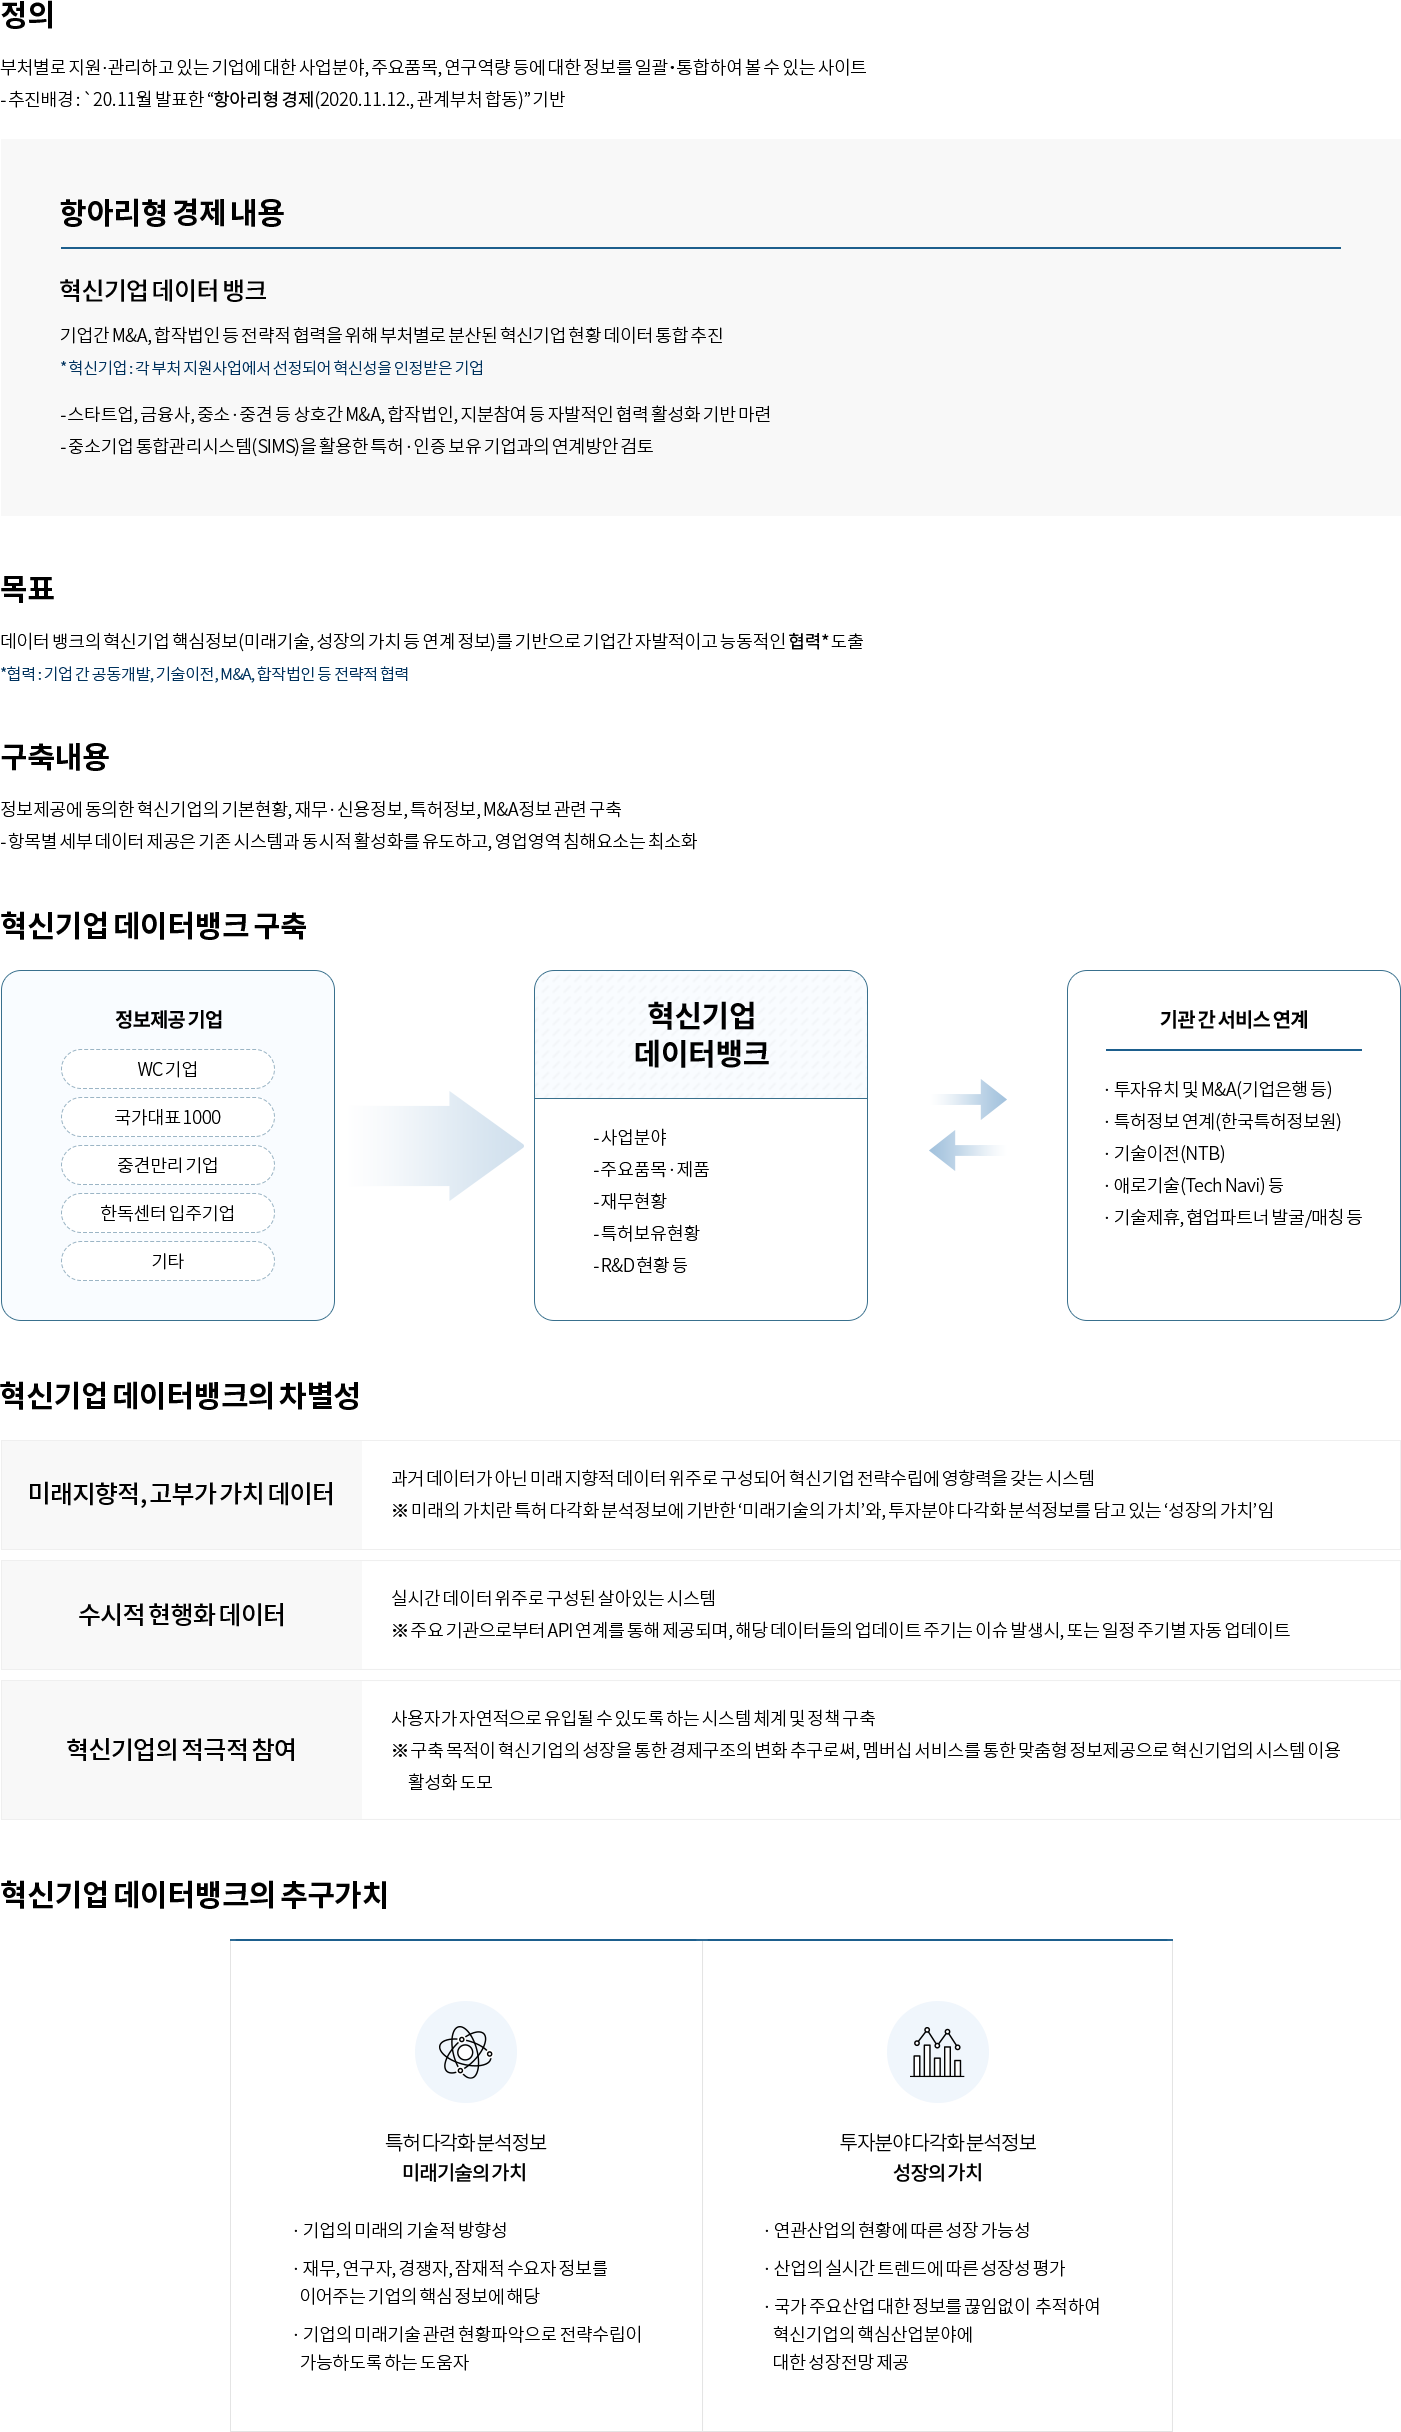 정의
부처별로 지원·관리하고 있는 기업에 대한 사업분야, 주요품목, 연구역량 등에 대한 정보를 일괄·통합하여 볼 수 있는 사이트
- 추진배경 : `20.11월 발표한 “항아리형 경제(2020.11.12., 관계부처 합동)” 기반
항아리형 경제 내용
혁신기업 데이터 뱅크
기업간 M&A, 합작법인 등 전략적 협력을 위해 부처별로 분산된 혁신기업 현황 데이터 통합 추진
* 혁신기업 : 각 부처 지원사업에서 선정되어 혁신성을 인정받은 기업
- 스타트업, 금융사, 중소·중견 등 상호간 M&A, 합작법인, 지분참여 등 자발적인 협력 활성화 기반 마련
- 중소기업 통합관리시스템(SIMS)을 활용한 특허·인증 보유 기업과의 연계방안 검토
목표
데이터 뱅크의 혁신기업 핵심정보(미래기술, 성장의 가치 등 연계 정보)를 기반으로 기업간 자발적이고 능동적인 협력* 도출
*협력 : 기업 간 공동개발, 기술이전, M&A, 합작법인 등 전략적 협력
구축내용
정보제공에 동의한 혁신기업의 기본현황, 재무·신용정보, 특허정보, M&A정보 관련 구축
- 항목별 세부 데이터 제공은 기존 시스템과 동시적 활성화를 유도하고, 영업영역 침해요소는 최소화
혁신기업 데이터뱅크 구축
정보제공 기업
WC 기업
국가대표 1000
중견만리 기업
한독센터 입주기업
기타
혁신기업
데이터뱅크
- 사업분야
- 주요품목·제품
- 재무현황
- 특허보유현황
- R&D 현황 등
기관 간 서비스 연계
· 투자유치 및 M&A(기업은행 등)
· 특허정보 연계(한국특허정보원)
· 기술이전(NTB)
· 애로기술(Tech Navi) 등
· 기술제휴, 협업파트너 발굴/매칭 등
혁신기업 데이터뱅크의 차별성
미래지향적, 고부가 가치 데이터
과거 데이터가 아닌 미래 지향적 데이터 위주로 구성되어 혁신기업 전략수립에 영향력을 갖는 시스템
※ 미래의 가치란 특허 다각화 분석정보에 기반한 ‘미래기술의 가치’와, 투자분야 다각화 분석정보를 담고 있는 ‘성장의 가치’임
수시적 현행화 데이터
실시간 데이터 위주로 구성된 살아있는 시스템
※ 주요 기관으로부터 API 연계를 통해 제공되며, 해당 데이터들의 업데이트 주기는 이슈 발생시, 또는 일정 주기별 자동 업데이트
혁신기업의 적극적 참여
사용자가 자연적으로 유입될 수 있도록 하는 시스템 체계 및 정책 구축
※ 구축 목적이 혁신기업의 성장을 통한 경제구조의 변화 추구로써, 멤버십 서비스를 통한 맞춤형 정보제공으로 혁신기업의 시스템 이용
활성화 도모
혁신기업 데이터뱅크의 추구가치
특허다각화 분석정보
미래기술의 가치
· 기업의 미래의 기술적 방향성
· 재무, 연구자, 경쟁자, 잠재적 수요자 정보를
이어주는 기업의 핵심 정보에 해당
· 기업의 미래기술 관련 현황파악으로 전략수립이
가능하도록 하는 도움자
투자분야 다각화 분석정보
성장의 가치
· 연관산업의 현황에 따른 성장 가능성
· 산업의 실시간 트렌드에 따른 성장성 평가
· 국가 주요산업 대한 정보를 끊임없이 추적하여
혁신기업의 핵심산업분야에
대한 성장전망 제공